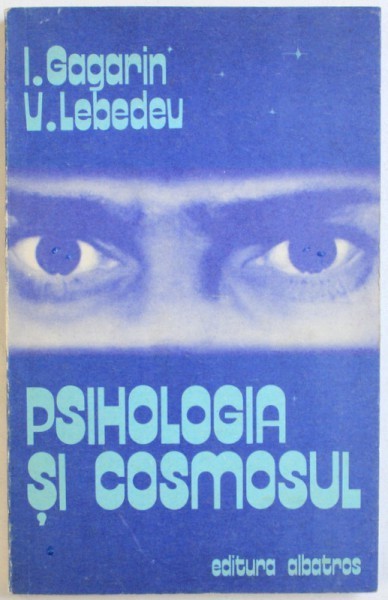 I. Gagarin
V. Lebedev
PSIHOLOGIA
ȘI COSMOSUL
editura albatros